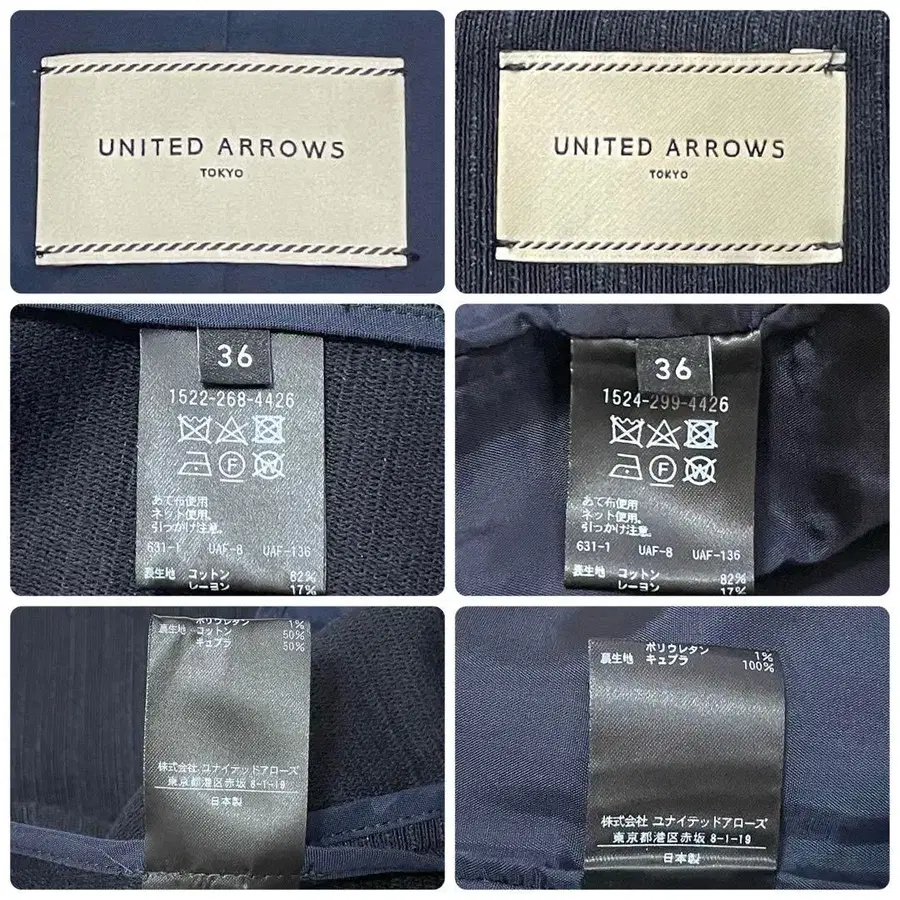 UNITED ARROWS
TOKYO
UNITED ARROWS
TOKYO
36
1522-268-4426
F W
あて布使用
ネット使用。
引っかけ注意。
631-1 UAF-8 UAF-136
表生地 コットン 82%
レーヨン 17%
36
1524-299-4426
F W
あて布使用
ネット使用。
引っかけ注意。
631-1 UAF-8 UAF-136
表生地 コットン 82%
レーヨン 17%
ポリウレタン 1%
裏生地 コットン 50%
キュプラ 50%
株式会社 ユナイテッドアローズ
東京都港区赤坂 8-1-19
日本製
ポリウレタン 1%
裏生地 キュプラ 100%
株式会社 ユナイテッドアローズ
東京都港区赤坂 8-1-19
日本製